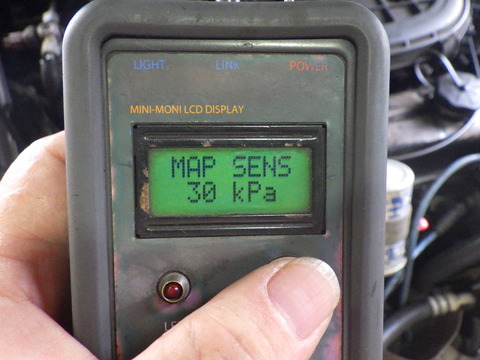 LIGHT LINK POWER
MINI-MONI LCD DISPLAY
MAP SENS
30 kPa